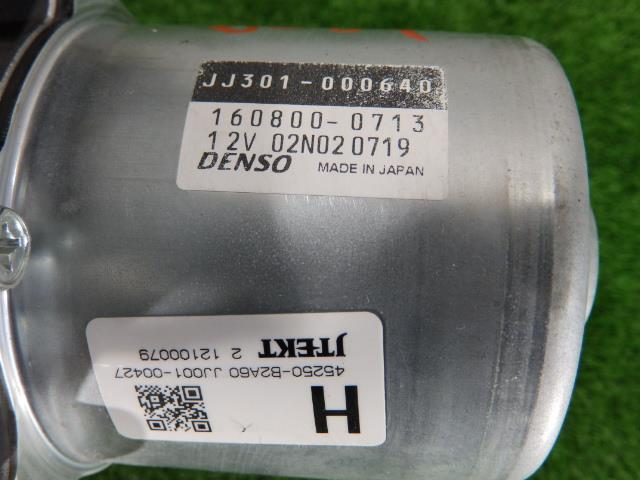 JJ301-000640
160800-0713
12V 02N020719
DENSO MADE IN JAPAN
JTEKT 2 12100079
45250-B2A60 JJ001-00427
H